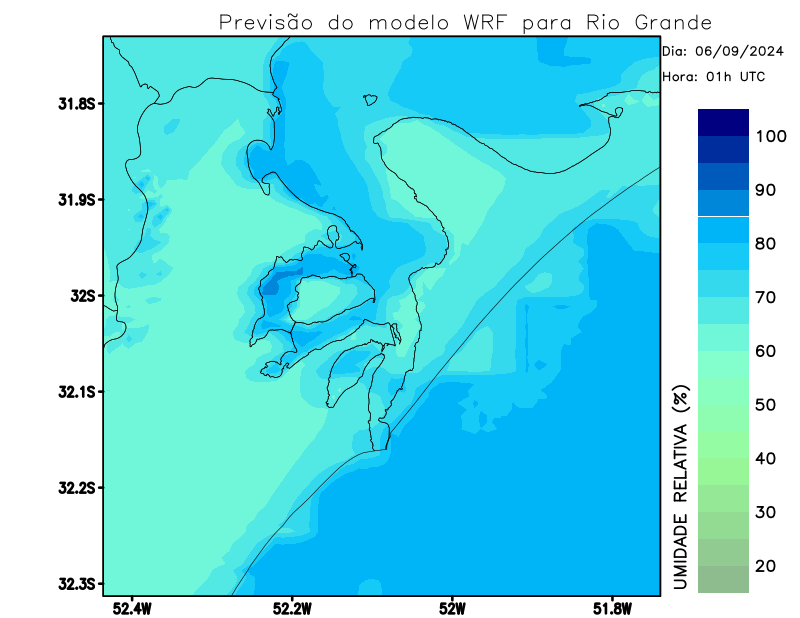 Previsão do modelo WRF para Rio Grande
Dia: 06/09/2024
Hora: 01h UTC
31.8S
31.9S
32S
32.1S
32.2S
32.3S
52.4W
52.2W
52W
51.8W
100
90
80
70
60
50
40
30
20
UMIDADE RELATIVA (%)